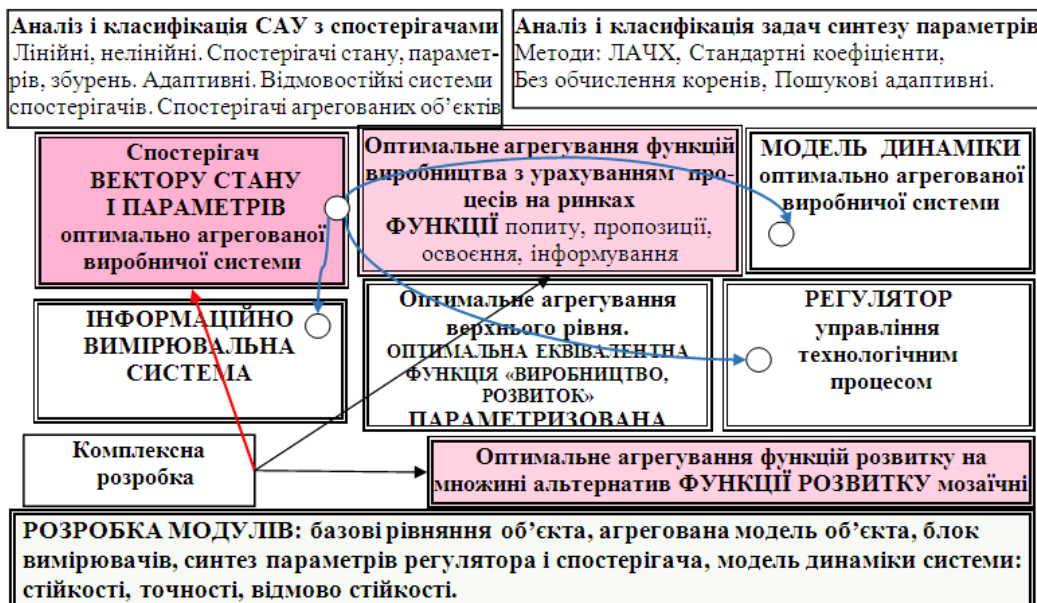 Аналіз і класифікація САУ з спостерігачами
Лінійні, нелінійні. Спостерігачі стану, парамет-
рів, збурень. Адаптивні. Відмовостійкі системи
спостерігачів. Спостерігачі агрегованих об’єктів
Аналіз і класифікація задач синтезу параметрів
Методи: ЛАЧХ, Стандартні коефіцієнти,
Без обчислення коренів, Пошукові адаптивні.
Спостерігач
ВЕКТОРУ СТАНУ
І ПАРАМЕТРІВ
оптимально агрегованої
виробничої системи
Оптимальне агрегування функцій
виробництва з урахуванням про-
цесів на ринках
ФУНКЦІЇ попиту, пропозиції,
освоєння, інформування
МОДЕЛЬ ДИНАМІКИ
оптимально агрегованої
виробничої системи
ІНФОРМАЦІЙНО
ВИМІРЮВАЛЬНА
СИСТЕМА
Оптимальне агрегування
верхнього рівня.
ОПТИМАЛЬНА ЕКВІВАЛЕНТНА
ФУНКЦІЯ «ВИРОБНИЦТВО,
РОЗВИТОК»
ПАРАМЕТРИЗОВАНА
РЕГУЛЯТОР
управління
технологічним
процесом
Комплексна
розробка
Оптимальне агрегування функцій розвитку на
множині альтернатив ФУНКЦІЇ РОЗВИТКУ мозаїчні
РОЗРОБКА МОДУЛІВ: базові рівняння об’єкта, агрегована модель об’єкта, блок
вимірювачів, синтез параметрів регулятора і спостерігача, модель динаміки системи:
стійкості, точності, відмово стійкості.